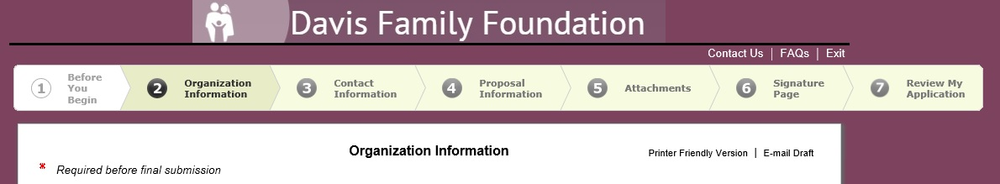 Davis Family Foundation
Contact Us | FAQs | Exit
1 Before
You
Begin
2 Organization
Information
3 Contact
Information
4 Proposal
Information
5 Attachments
6 Signature
Page
7 Review My
Application
Organization Information
Printer Friendly Version | E-mail Draft
* Required before final submission